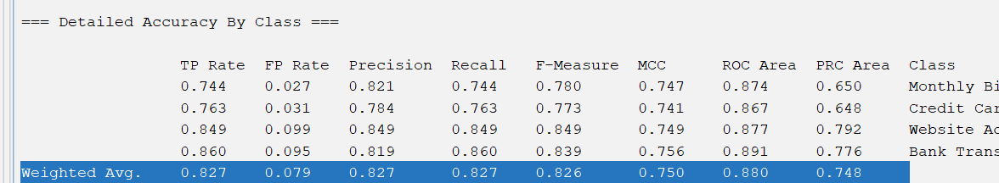 === Detailed Accuracy By Class ===
TP Rate FP Rate Precision Recall F-Measure MCC ROC Area PRC Area Class
0.744 0.027 0.821 0.744 0.780 0.747 0.874 0.650 Monthly Bi
0.763 0.031 0.784 0.763 0.773 0.741 0.867 0.648 Credit Car
0.849 0.099 0.849 0.849 0.849 0.749 0.877 0.792 Website Ac
0.860 0.095 0.819 0.860 0.839 0.756 0.891 0.776 Bank Trans
Weighted Avg. 0.827 0.079 0.827 0.827 0.826 0.750 0.880 0.748